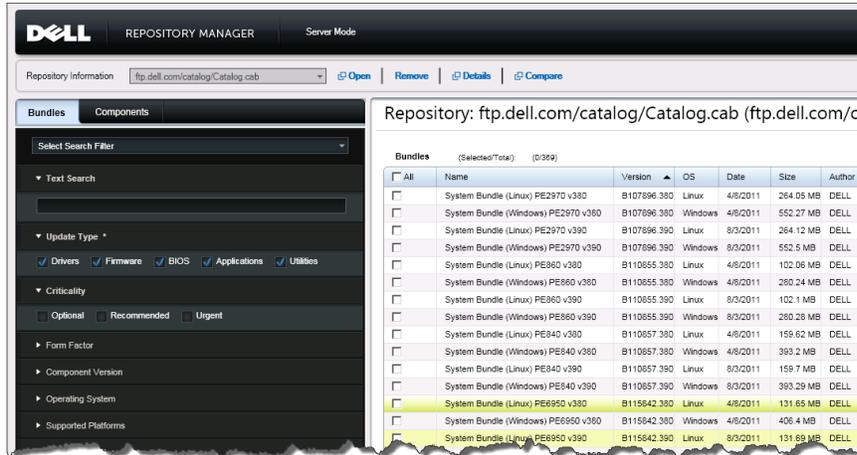 DELL REPOSITORY MANAGER Server Mode
Repository Information ftp.dell.com/catalog/Catalog.cab Open Remove Details Compare
Bundles Components
Select Search Filter
Text Search
Update Type *
Drivers Firmware BIOS Applications Utilities
Criticality
Optional Recommended Urgent
Form Factor
Component Version
Operating System
Supported Platforms
Repository: ftp.dell.com/catalog/Catalog.cab (ftp.dell.com/c
Bundles (Selected/Total): (0/369)
All Name Version OS Date Size Author
System Bundle (Linux) PE2970 v380 B107896.380 Linux 4/8/2011 264.05 MB DELL
System Bundle (Windows) PE2970 v380 B107896.380 Windows 4/8/2011 552.27 MB DELL
System Bundle (Linux) PE2970 v390 B107896.390 Linux 8/3/2011 264.12 MB DELL
System Bundle (Windows) PE2970 v390 B107896.390 Windows 8/3/2011 552.5 MB DELL
System Bundle (Linux) PE860 v380 B110855.380 Linux 4/8/2011 102.06 MB DELL
System Bundle (Windows) PE860 v380 B110855.380 Windows 4/8/2011 280.24 MB DELL
System Bundle (Linux) PE860 v390 B110855.390 Linux 8/3/2011 102.1 MB DELL
System Bundle (Windows) PE860 v390 B110855.390 Windows 8/3/2011 280.28 MB DELL
System Bundle (Linux) PE840 v380 B110857.380 Linux 4/8/2011 159.62 MB DELL
System Bundle (Windows) PE840 v380 B110857.380 Windows 4/8/2011 393.2 MB DELL
System Bundle (Linux) PE840 v390 B110857.390 Linux 8/3/2011 159.7 MB DELL
System Bundle (Windows) PE840 v390 B110857.390 Windows 8/3/2011 393.29 MB DELL
System Bundle (Linux) PE6950 v380 B115842.380 Linux 4/8/2011 131.65 MB DELL
System Bundle (Windows) PE6950 v380 B115842.380 Windows 4/8/2011 406.4 MB DELL
System Bundle (Linux) PE6950 v390 B115842.390 Linux 8/3/2011 131.69 MB DELL